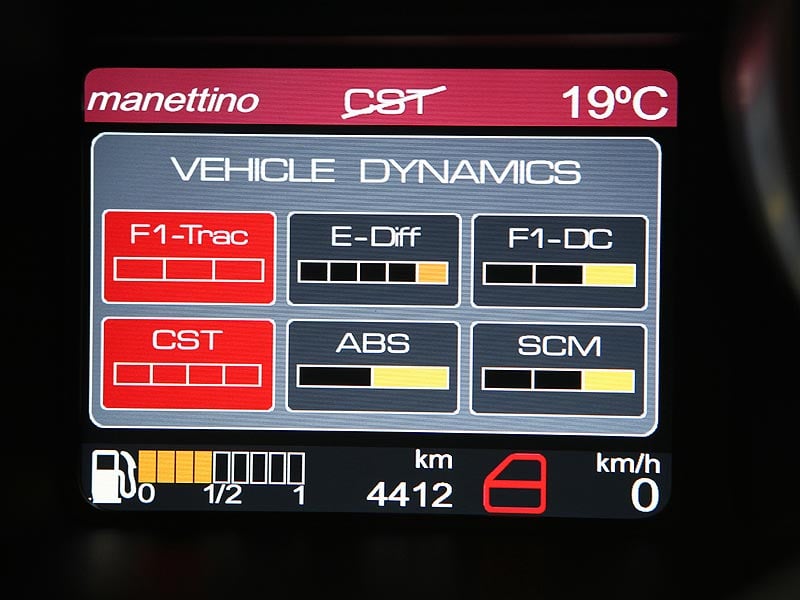 manettino CST 19ºC
VEHICLE DYNAMICS
F1-Trac E-Diff F1-DC
CST ABS SCM
km km/h
0 1/2 1 4412 0